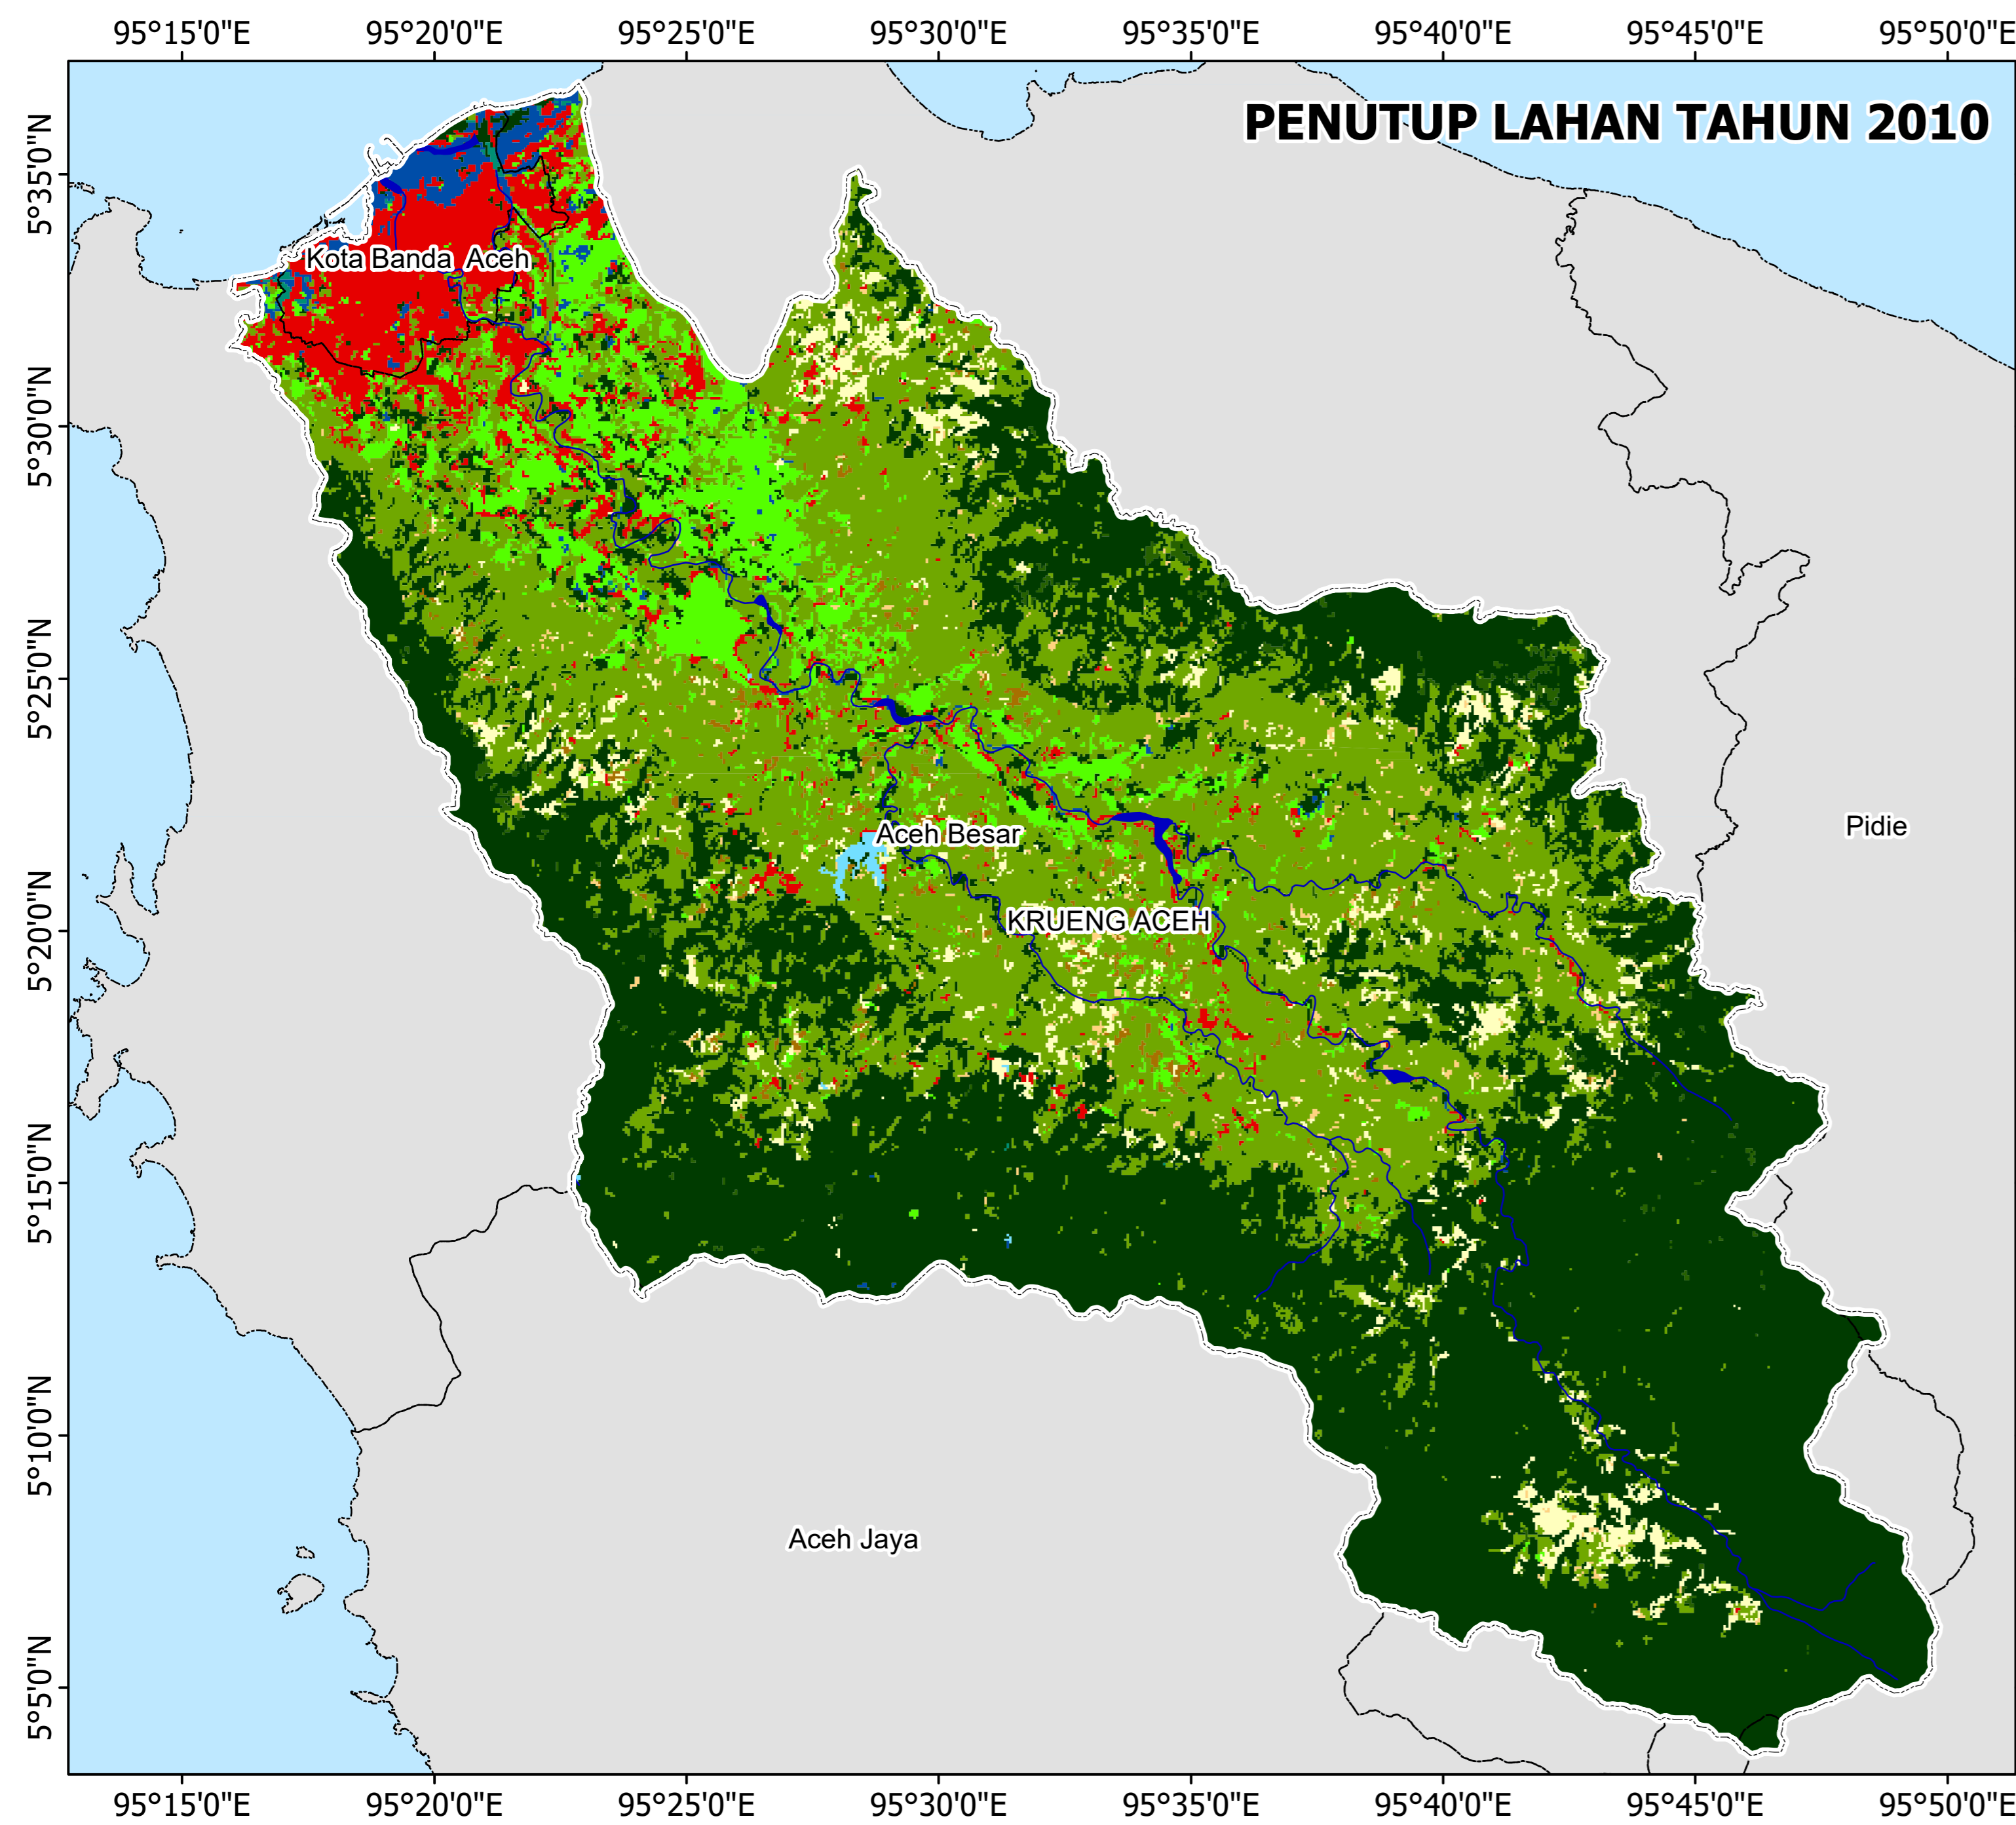 95°15'0"E 95°20'0"E 95°25'0"E 95°30'0"E 95°35'0"E 95°40'0"E 95°45'0"E 95°50'0"E
PENUTUP LAHAN TAHUN 2010
5°35'0"N
Kota Banda Aceh
5°30'0"N
5°25'0"N
Aceh Besar
Pidie
5°20'0"N
KRUENG ACEH
5°15'0"N
5°10'0"N
Aceh Jaya
5°5'0"N
95°15'0"E 95°20'0"E 95°25'0"E 95°30'0"E 95°35'0"E 95°40'0"E 95°45'0"E 95°50'0"E